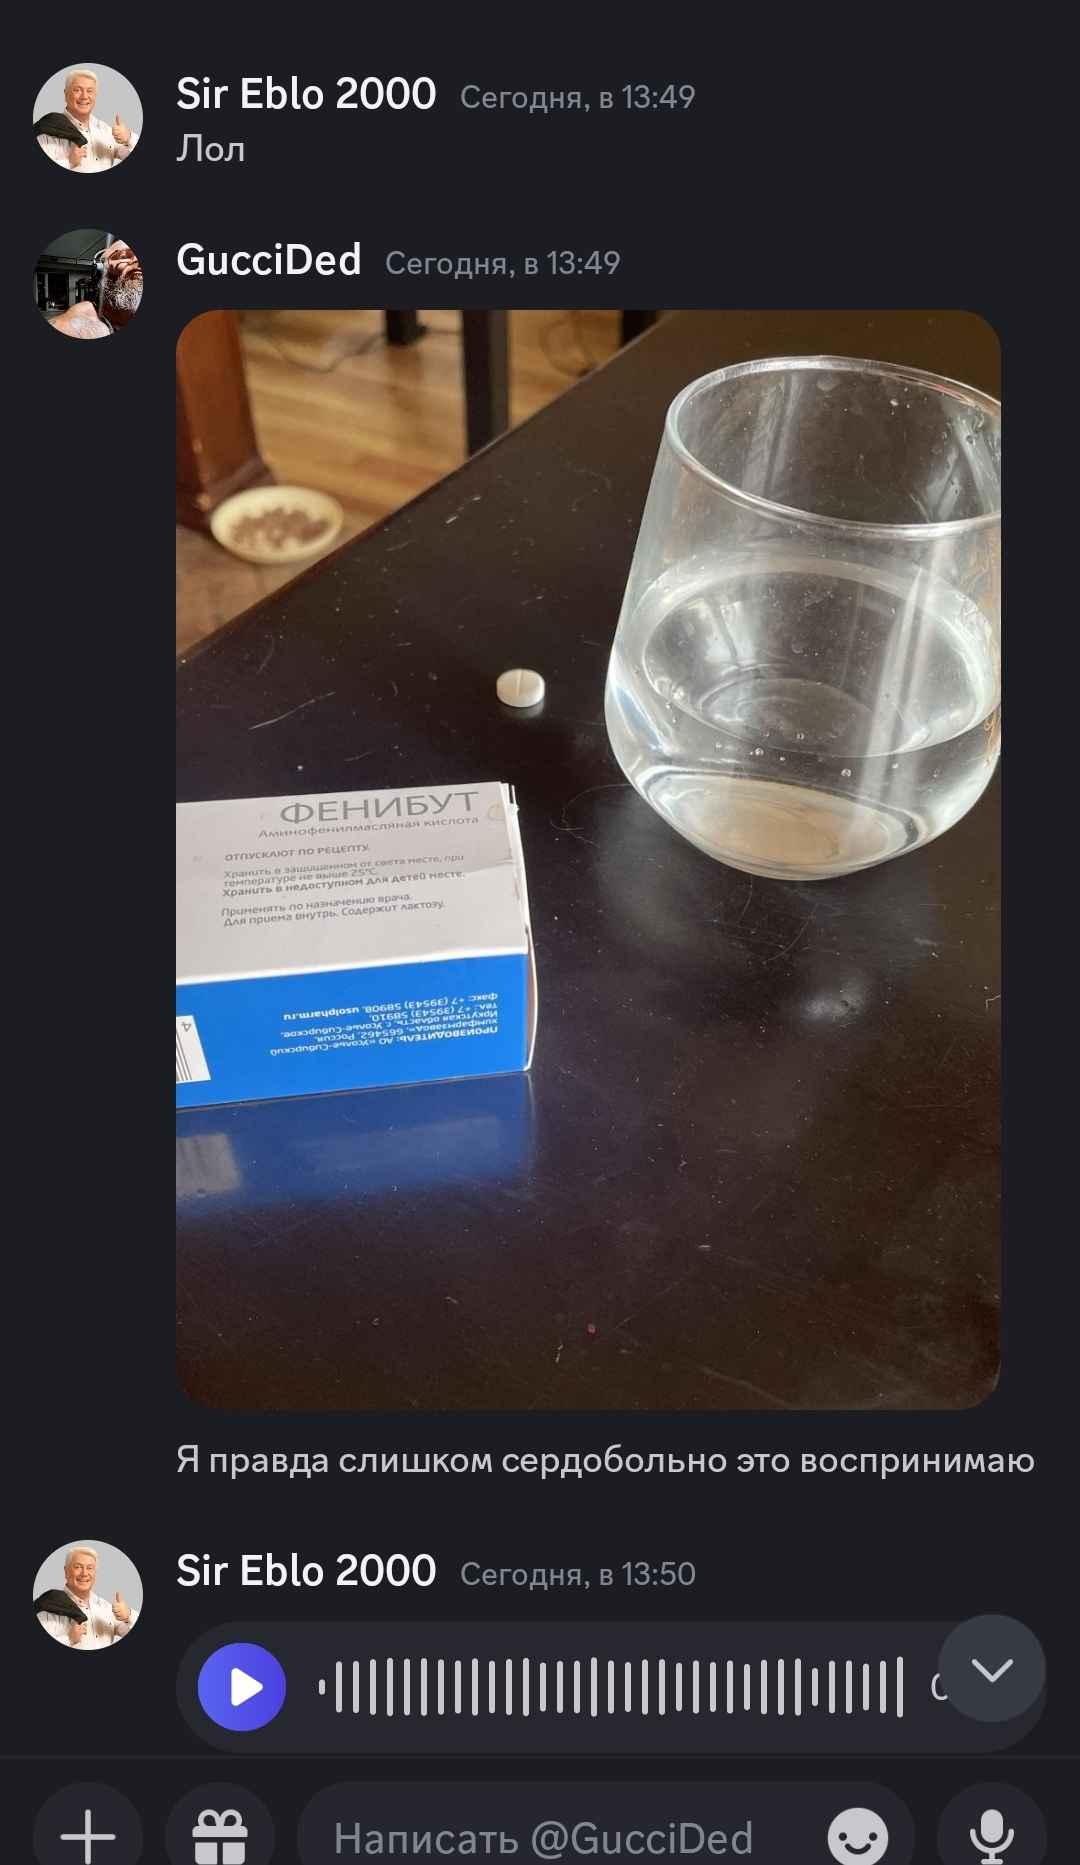 Sir Eblo 2000 Сегодня, в 13:49
Лол
GucciDed Сегодня, в 13:49
ФЕНИБУТ
Аминофенилмасляная кислота
ОТПУСКАЮТ ПО РЕЦЕПТУ.
Хранить в защищенном от света месте, при
температуре не выше 25°С.
Хранить в недоступном для детей месте.
Применять по назначению врача.
Для приема внутрь. Содержит лактозу.
ПРОИЗВОДИТЕЛЬ: АО «Усолье-Сибирский
химфармзавод», 665462, Россия,
Иркутская область, г. Усолье-Сибирское,
тел.: +7 (39543) 58910,
факс: +7 (39543) 58908, usolpharm.ru
4
Я правда слишком сердобольно это воспринимаю
Sir Eblo 2000 Сегодня, в 13:50
Написать @GucciDed